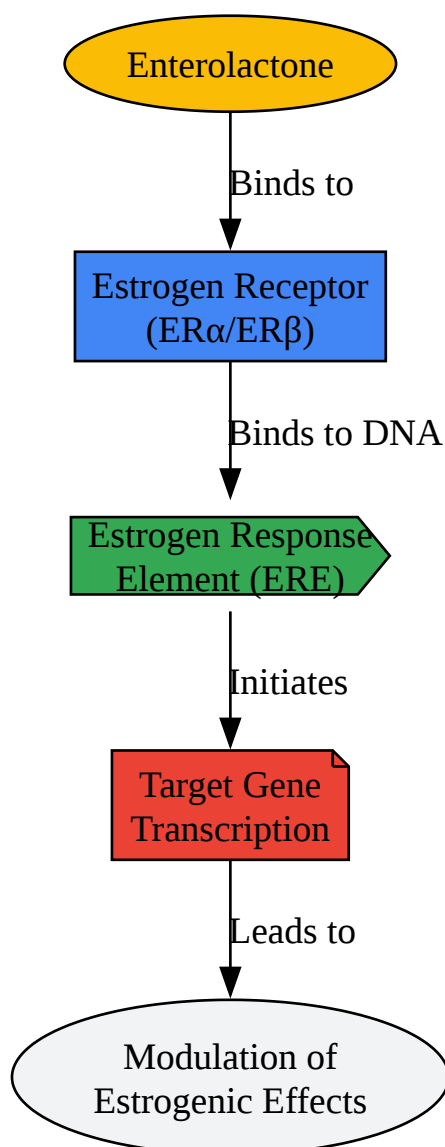 Enterolactone
Binds to
Estrogen Receptor
(ERα/ERβ)
Binds to DNA
Estrogen Response
Element (ERE)
Initiates
Target Gene
Transcription
Leads to
Modulation of
Estrogenic Effects